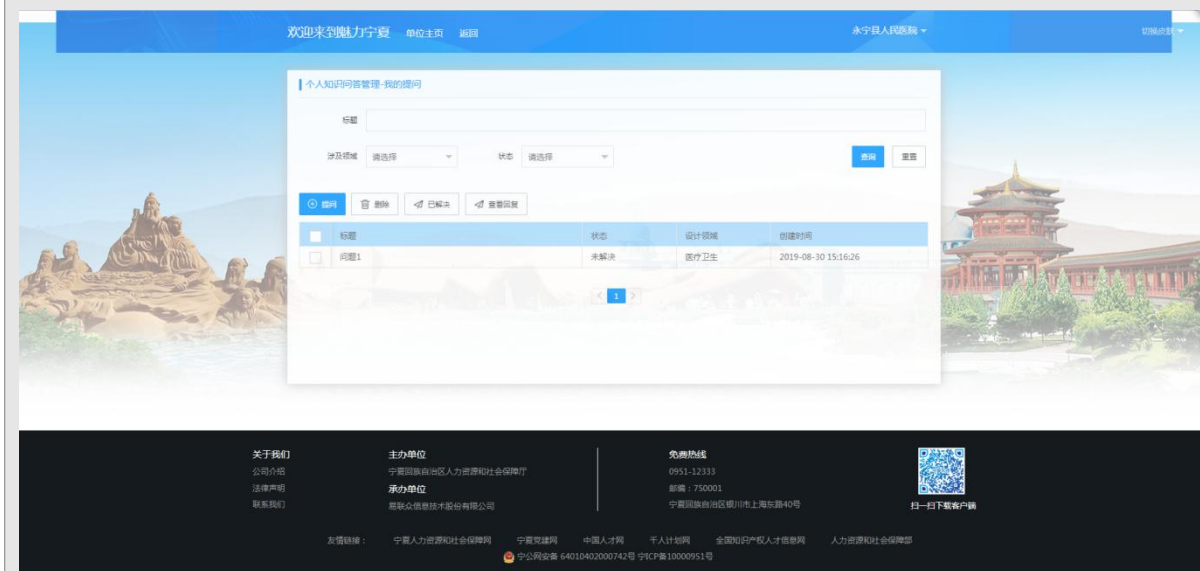 欢迎来到魅力宁夏 单位主页 返回 永宁县人民医院 切换皮肤
个人知识问答管理-我的提问
标题
涉及领域 请选择 状态 请选择 查询 重置
提问 删除 已解决 查看回复
标题 状态 设计领域 创建时间
问题1 未解决 医疗卫生 2019-08-30 15:16:26
< 1 >
关于我们 主办单位 免费热线
公司介绍 宁夏回族自治区人力资源和社会保障厅 0951-12333
法律声明 承办单位 邮编：750001
联系我们 易联众信息技术股份有限公司 宁夏回族自治区银川市上海东路40号 扫一扫下载客户端
友情链接： 宁夏人力资源和社会保障网 宁夏党建网 中国人才网 千人计划网 全国知识产权人才信息网 人力资源和社会保障部
宁公网安备 64010402000742号 宁ICP备10000951号